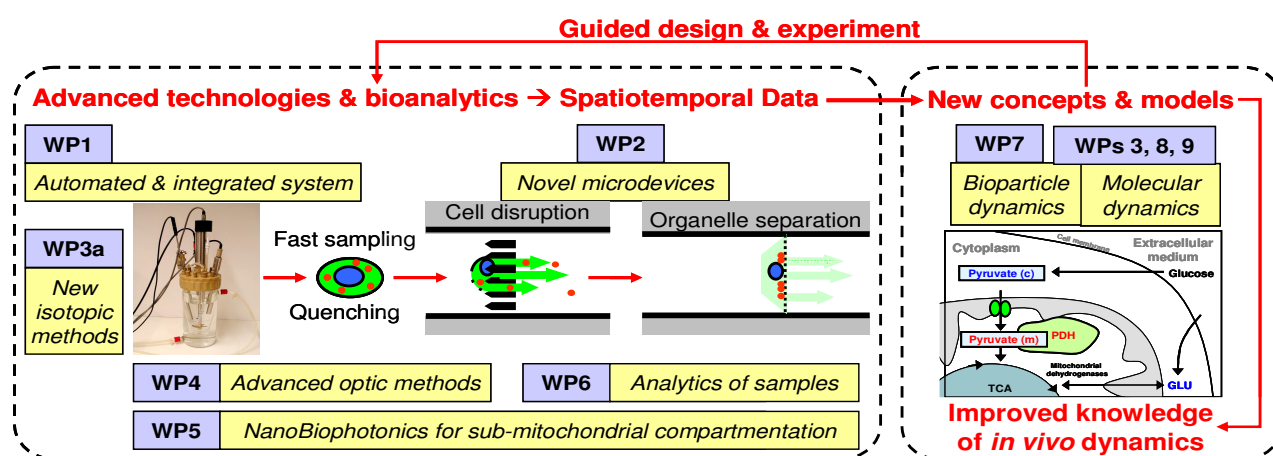 Guided design & experiment
Advanced technologies & bioanalytics → Spatiotemporal Data
New concepts & models
WP1
Automated & integrated system
WP2
Novel microdevices
WP7
Bioparticle
dynamics
WPs 3, 8, 9
Molecular
dynamics
WP3a
New
isotopic
methods
Fast sampling
Quenching
Cell disruption
Organelle separation
Cytoplasm
Cell membrane
Extracellular
medium
Pyruvate (c)
Glucose
Pyruvate (m)
PDH
Mitochondrial
dehydrogenases
TCA
GLU
WP4
Advanced optic methods
WP6
Analytics of samples
WP5
NanoBiophotonics for sub-mitochondrial compartmentation
Improved knowledge
of in vivo dynamics